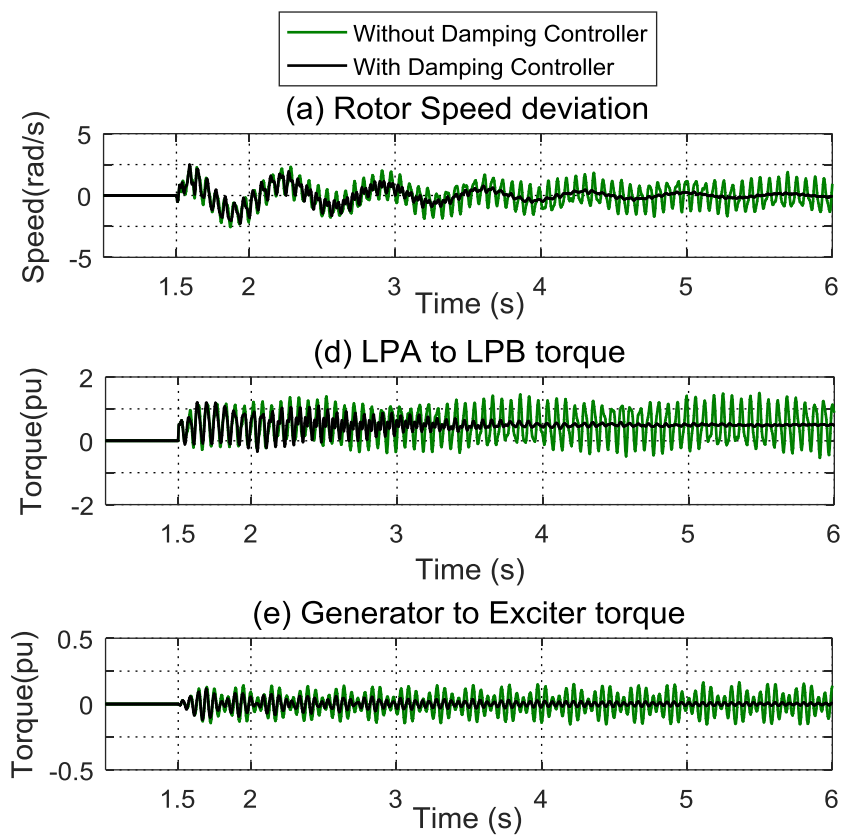 Without Damping Controller
With Damping Controller
(a) Rotor Speed deviation
Speed(rad/s)
5
0
-5
1.5 2 3 4 5 6
Time (s)
(d) LPA to LPB torque
Torque(pu)
2
0
-2
1.5 2 3 4 5 6
Time (s)
(e) Generator to Exciter torque
Torque(pu)
0.5
0
-0.5
1.5 2 3 4 5 6
Time (s)